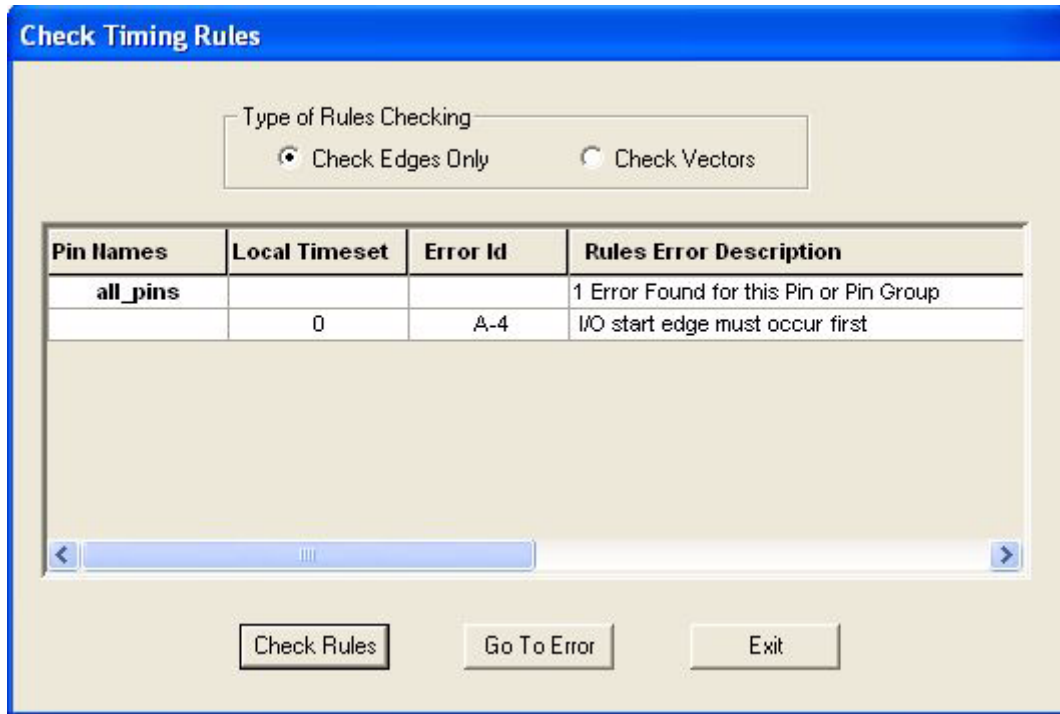 Check Timing Rules
Type of Rules Checking
Check Edges Only Check Vectors
Pin Names Local Timeset Error Id Rules Error Description
all_pins 1 Error Found for this Pin or Pin Group
0 A-4 I/O start edge must occur first
Check Rules Go To Error Exit